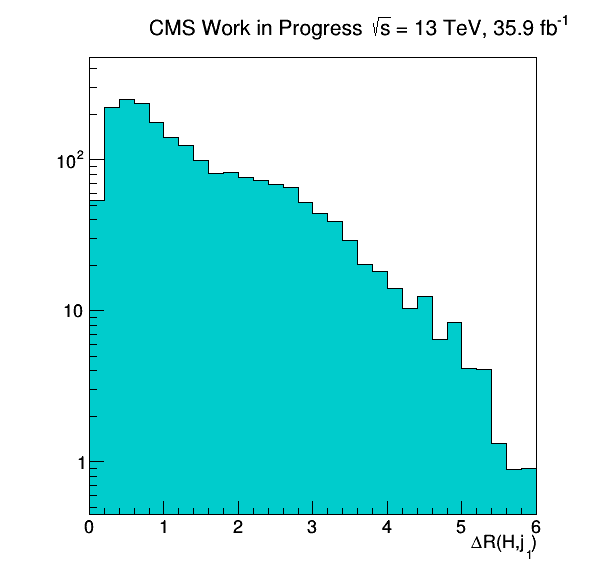 CMS Work in Progress √s = 13 TeV, 35.9 fb⁻¹
10²
10
1
0 1 2 3 4 5 6
ΔR(H,j₁)